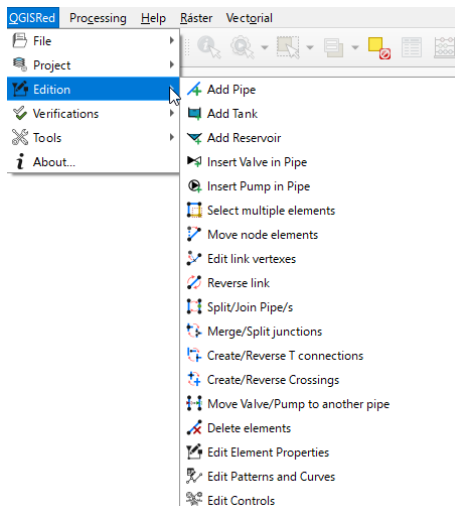 QGISRed Processing Help Ráster Vectorial
File
Project
Edition
Verifications
Tools
About...
Add Pipe
Add Tank
Add Reservoir
Insert Valve in Pipe
Insert Pump in Pipe
Select multiple elements
Move node elements
Edit link vertexes
Reverse link
Split/Join Pipe/s
Merge/Split junctions
Create/Reverse T connections
Create/Reverse Crossings
Move Valve/Pump to another pipe
Delete elements
Edit Element Properties
Edit Patterns and Curves
Edit Controls